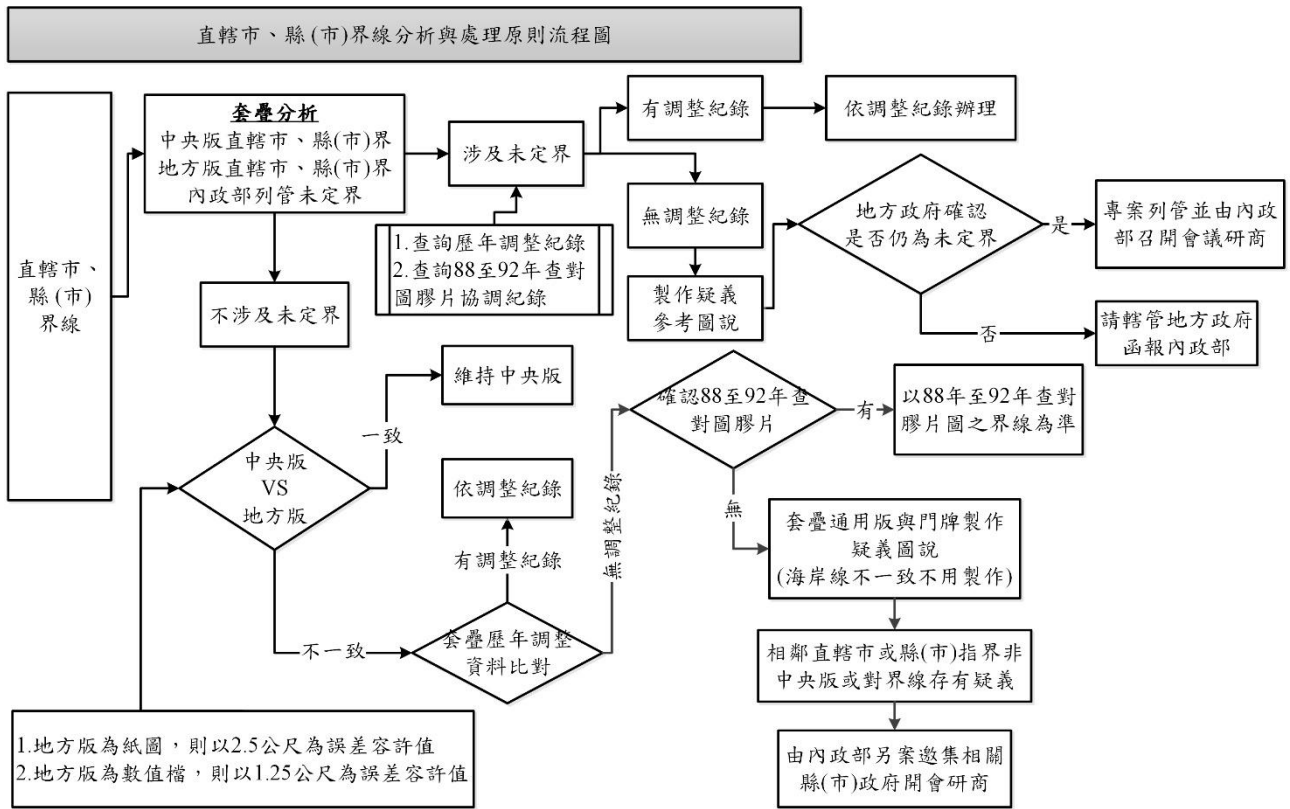 直轄市、縣(市)界線分析與處理原則流程圖
直轄市、
縣(市)
界線
套疊分析
中央版直轄市、縣(市)界
地方版直轄市、縣(市)界
內政部列管未定界
涉及未定界
1.查詢歷年調整紀錄
2.查詢88至92年查對
圖膠片協調紀錄
有調整紀錄
依調整紀錄辦理
無調整紀錄
製作疑義
參考圖說
地方政府確認
是否仍為未定界
是
專案列管並由內政
部召開會議研商
否
請轄管地方政府
函報內政部
不涉及未定界
中央版
VS
地方版
一致
維持中央版
不一致
套疊歷年調整
資料比對
有調整紀錄
依調整紀錄
無調整紀錄
確認88至92年查
對圖膠片
有
以88年至92年查對
膠片圖之界線為準
無
套疊通用版與門牌製作
疑義圖說
(海岸線不一致不用製作)
相鄰直轄市或縣(市)指界非
中央版或對界線存有疑義
由內政部另案邀集相關
縣(市)政府開會研商
1.地方版為紙圖，則以2.5公尺為誤差容許值
2.地方版為數值檔，則以1.25公尺為誤差容許值